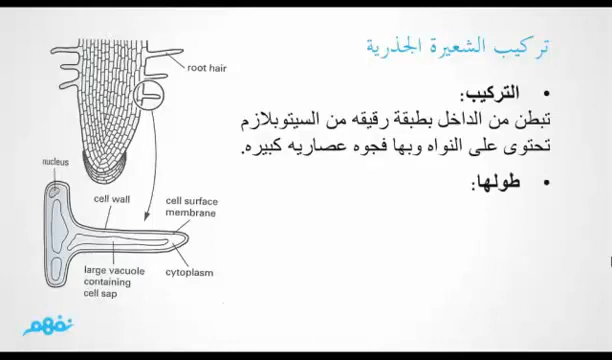 تركيب الشعيرة الجذرية
• التركيب:
تبطن من الداخل بطبقة رقيقه من السيتوبلازم
تحتوى على النواه وبها فجوه عصاريه كبيره.
• طولها:
root hair
nucleus
cell wall
cell surface
membrane
large vacuole
containing
cell sap
cytoplasm
نفهم